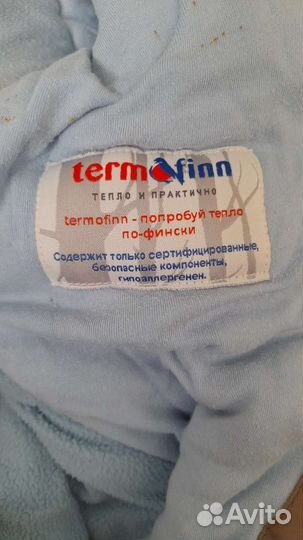 termofinn
ТЕПЛО И ПРАКТИЧНО
termofinn - попробуй тепло
по-фински
Содержит только сертифицированные,
безопасные компоненты,
гипоаллергенен.
Avito